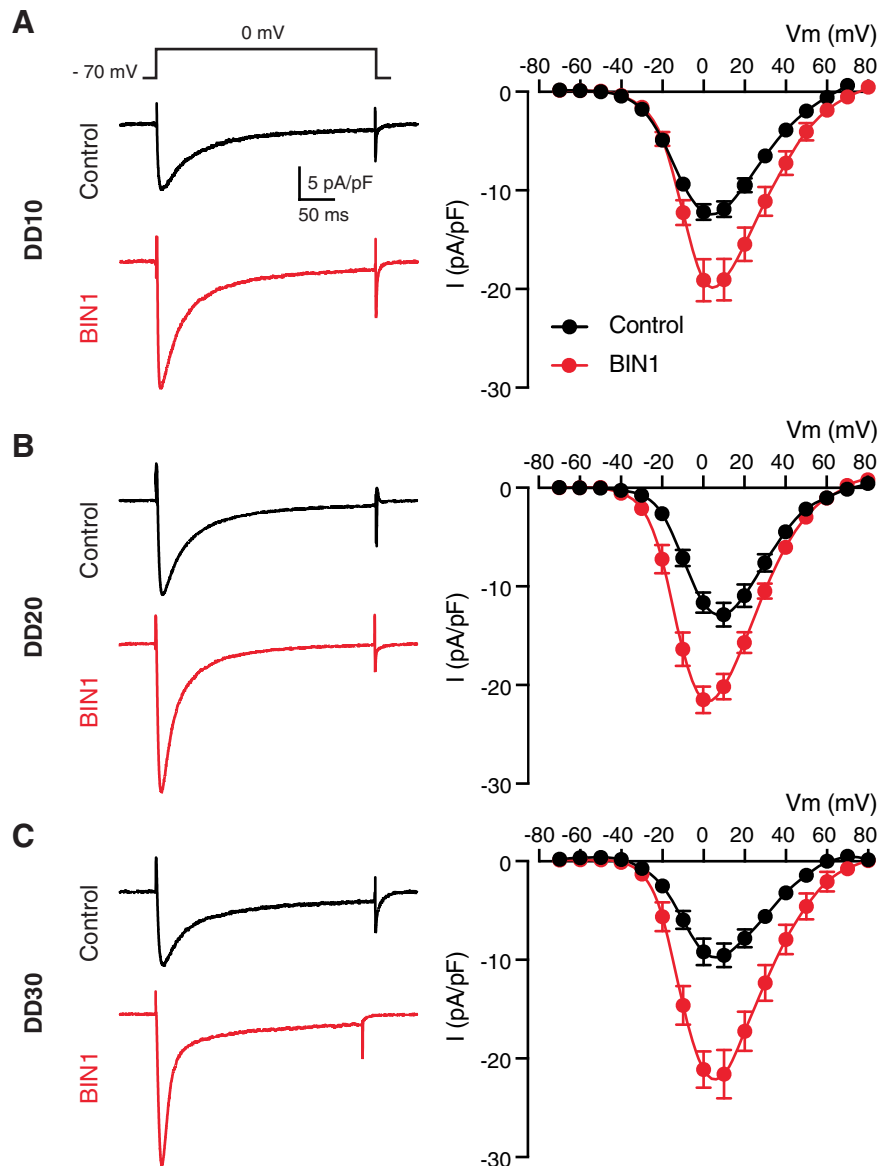 A
0 mV
- 70 mV
DD10
Control
BIN1
5 pA/pF
50 ms
Vm (mV)
-80 -60 -40 -20 0 20 40 60 80
0
-10
-20
-30
I (pA/pF)
Control
BIN1
B
DD20
Control
BIN1
Vm (mV)
-80 -60 -40 -20 0 20 40 60 80
0
-10
-20
-30
I (pA/pF)
C
DD30
Control
BIN1
Vm (mV)
-80 -60 -40 -20 0 20 40 60 80
0
-10
-20
-30
I (pA/pF)